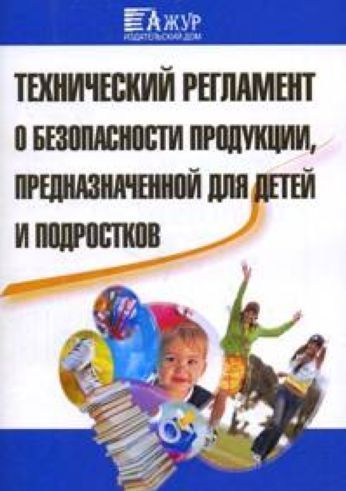 АЖУР
ИЗДАТЕЛЬСКИЙ ДОМ
ТЕХНИЧЕСКИЙ РЕГЛАМЕНТ
О БЕЗОПАСНОСТИ ПРОДУКЦИИ,
ПРЕДНАЗНАЧЕННОЙ ДЛЯ ДЕТЕЙ
И ПОДРОСТКОВ